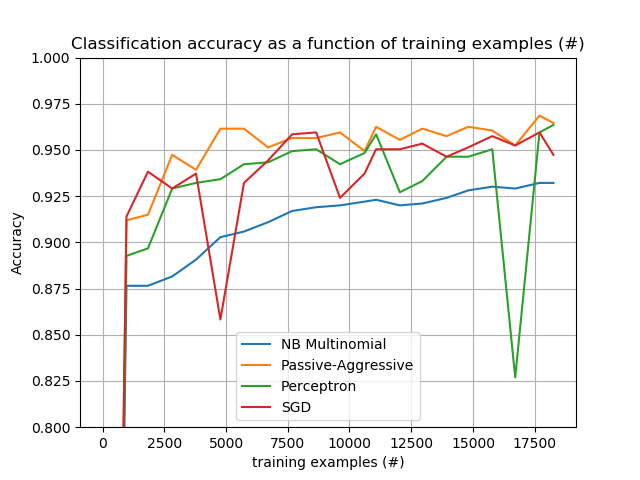 Classification accuracy as a function of training examples (#)
1.000
0.975
0.950
0.925
0.900
0.875
0.850
0.825
0.800
Accuracy
NB Multinomial
Passive-Aggressive
Perceptron
SGD
0 2500 5000 7500 10000 12500 15000 17500
training examples (#)